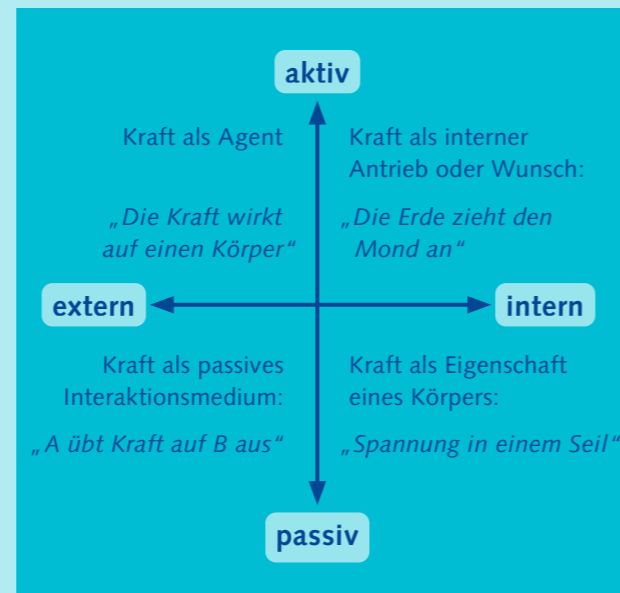 aktiv
Kraft als Agent
„Die Kraft wirkt
auf einen Körper“
Kraft als interner
Antrieb oder Wunsch:
„Die Erde zieht den
Mond an“
extern
intern
Kraft als passives
Interaktionsmedium:
„A übt Kraft auf B aus“
Kraft als Eigenschaft
eines Körpers:
„Spannung in einem Seil“
passiv